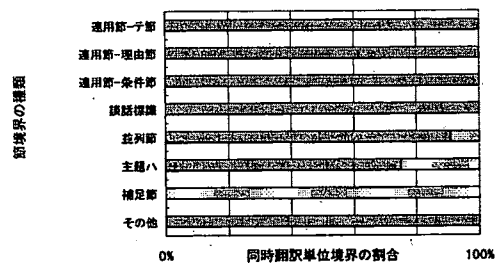 節境界の種類
連用節-テ節
連用節-理由節
連用節-条件節
談話標識
並列節
主題ハ
補足節
その他
0%
100%
同時翻訳単位境界の割合